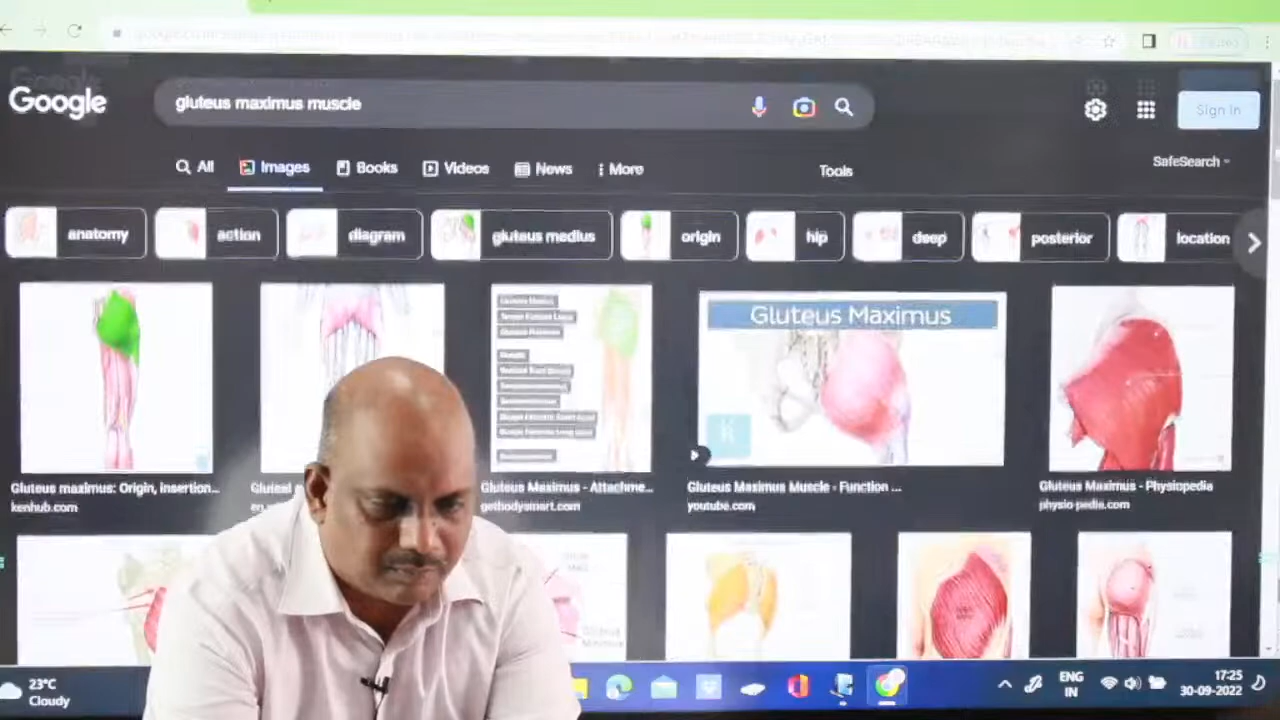 Google
gluteus maximus muscle
Sign in
All
Images
Books
Videos
News
More
Tools
SafeSearch
anatomy
action
diagram
gluteus medius
origin
hip
deep
posterior
location
Gluteus Maximus
Gluteus maximus: Origin, insertion...
Gluteal
Gluteus Maximus - Attachme...
Gluteus Maximus Muscle - Function ...
Gluteus Maximus - Physiopedia
kenhub.com
getbodysmart.com
youtube.com
physio-pedia.com
23°C
Cloudy
ENG
IN
17:25
30-09-2022